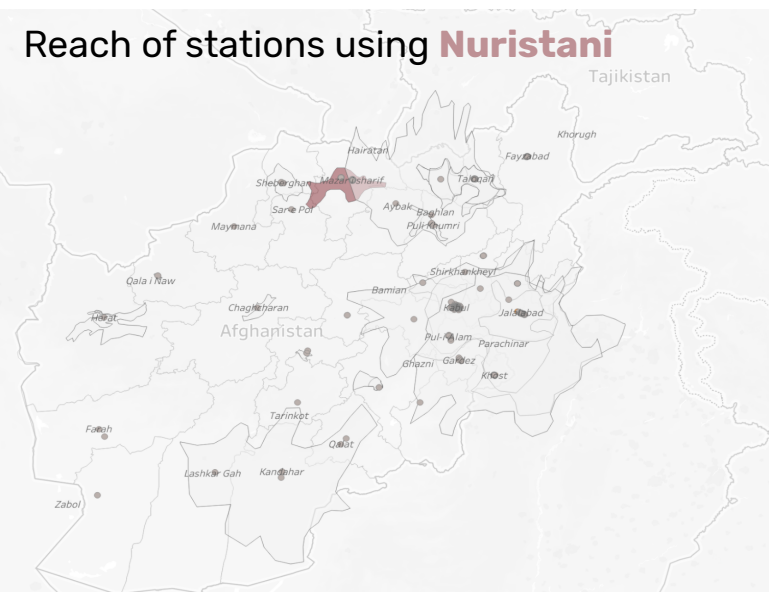 Reach of stations using Nuristani
Tajikistan
Khorugh
Hairatan
Fayzabad
Sheberghan
Mazar-i-sharif
Taluqan
Sar-e Pol
Aybak
Baghlan
Maymana
Puli Khumri
Shirkhankheyl
Qala i Naw
Bamian
Chaghcharan
Kabul
Jalalabad
Herat
Afghanistan
Pul-i-Alam
Parachinar
Ghazni
Gardez
Khost
Tarinkot
Farah
Qalat
Lashkar Gah
Kandahar
Zabol